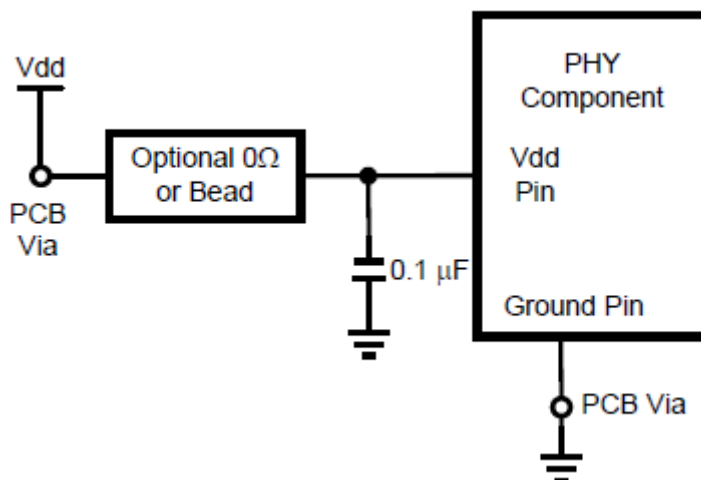 Vdd
PCB
Via
Optional 0Ω
or Bead
0.1 μF
PHY
Component
Vdd
Pin
Ground Pin
PCB Via